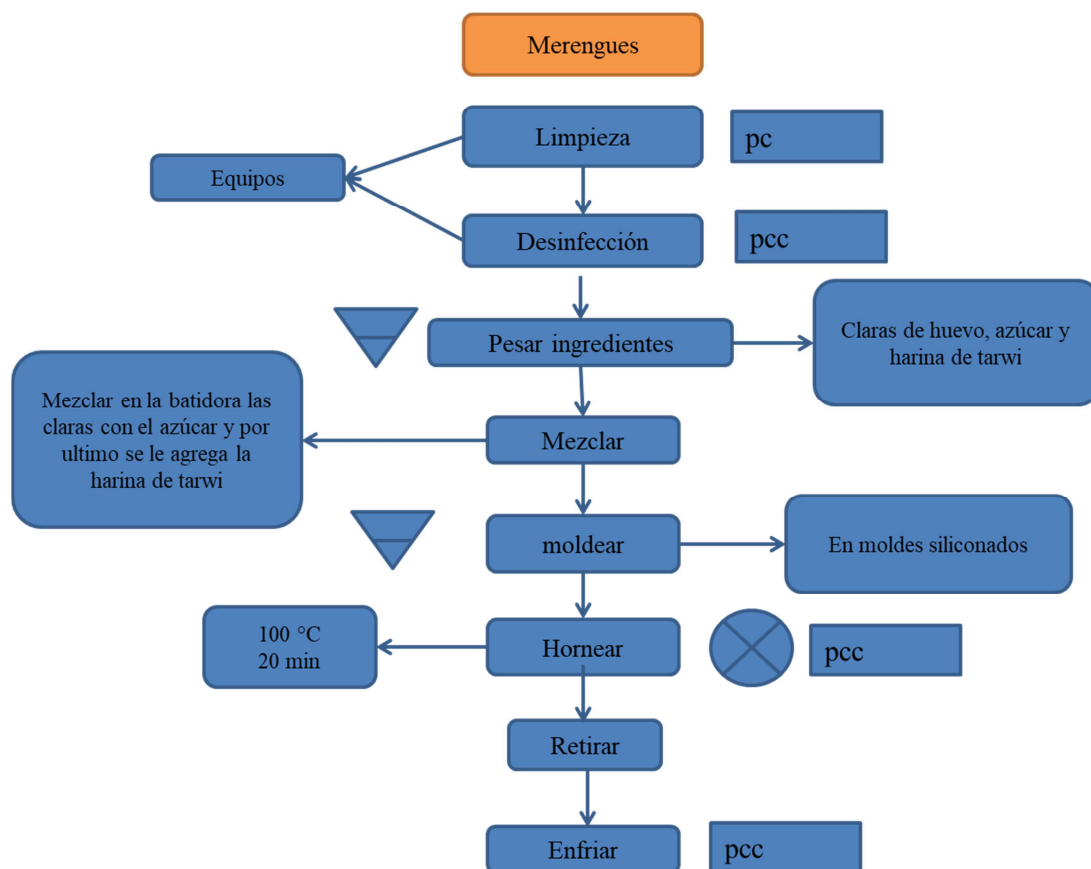 Merengues
Limpieza
pc
Equipos
Desinfección
pcc
Pesar ingredientes
Claras de huevo, azúcar y
harina de tarwi
Mezclar en la batidora las
claras con el azúcar y por
ultimo se le agrega la
harina de tarwi
Mezclar
moldear
En moldes siliconados
100 °C
20 min
Hornear
pcc
Retirar
Enfriar
pcc